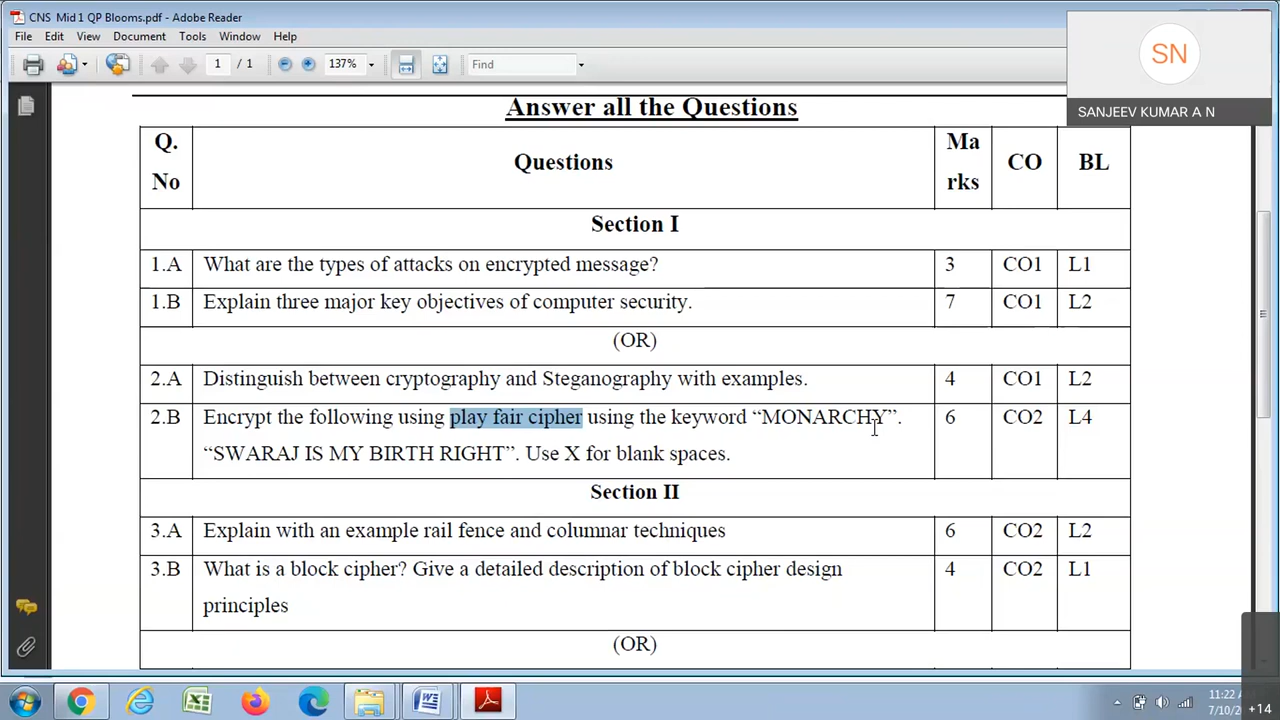 CNS Mid 1 QP Blooms.pdf - Adobe Reader
File Edit View Document Tools Window Help
1 / 1 137% Find
SN
SANJEEV KUMAR A N
Answer all the Questions
Q. No Questions Ma rks CO BL
Section I
1.A What are the types of attacks on encrypted message? 3 CO1 L1
1.B Explain three major key objectives of computer security. 7 CO1 L2
(OR)
2.A Distinguish between cryptography and Steganography with examples. 4 CO1 L2
2.B Encrypt the following using play fair cipher using the keyword “MONARCHY”. 6 CO2 L4
“SWARAJ IS MY BIRTH RIGHT”. Use X for blank spaces.
Section II
3.A Explain with an example rail fence and columnar techniques 6 CO2 L2
3.B What is a block cipher? Give a detailed description of block cipher design 4 CO2 L1
principles
(OR)
11:22
7/10/2
+14